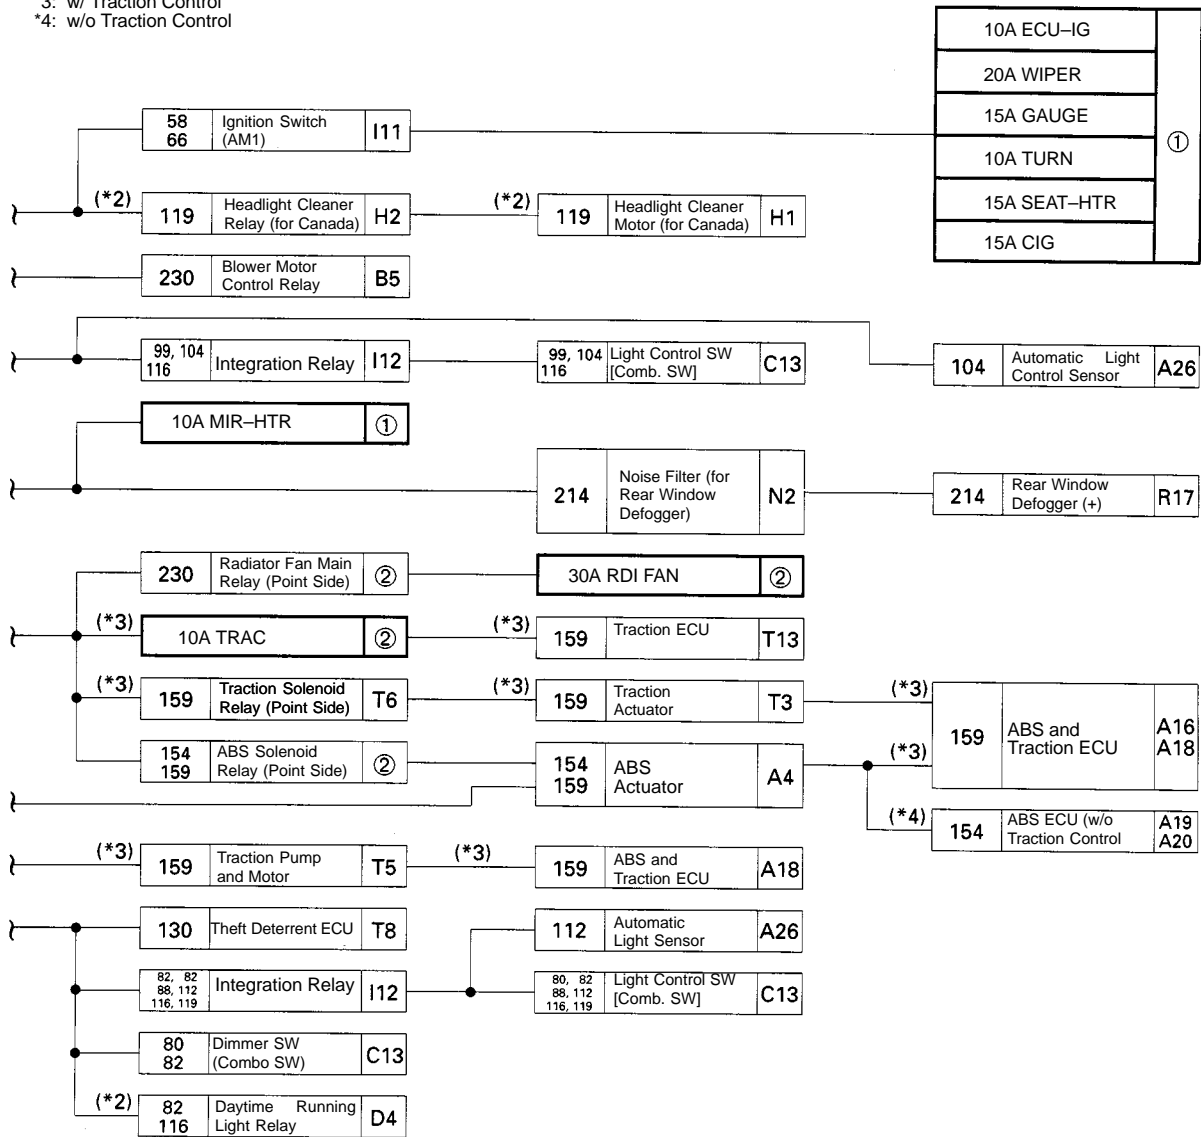 3: w/ Traction Control
*4: w/o Traction Control
10A ECU–IG
20A WIPER
15A GAUGE
10A TURN
15A SEAT–HTR
15A CIG
①
58
66
Ignition Switch
(AM1)
I11
(*2)
119
Headlight Cleaner
Relay (for Canada)
H2
(*2)
119
Headlight Cleaner
Motor (for Canada)
H1
230
Blower Motor
Control Relay
B5
99, 104
116
Integration Relay
I12
99, 104
116
Light Control SW
[Comb. SW]
C13
104
Automatic Light
Control Sensor
A26
10A MIR–HTR
①
214
Noise Filter (for
Rear Window
Defogger)
N2
214
Rear Window
Defogger (+)
R17
230
Radiator Fan Main
Relay (Point Side)
②
30A RDI FAN
②
(*3)
10A TRAC
②
(*3)
159
Traction ECU
T13
(*3)
159
Traction Solenoid
Relay (Point Side)
T6
(*3)
159
Traction
Actuator
T3
(*3)
(*3)
159
ABS and
Traction ECU
A16
A18
154
159
ABS Solenoid
Relay (Point Side)
②
154
159
ABS
Actuator
A4
(*4)
154
ABS ECU (w/o
Traction Control
A19
A20
(*3)
159
Traction Pump
and Motor
T5
(*3)
159
ABS and
Traction ECU
A18
130
Theft Deterrent ECU
T8
112
Automatic
Light Sensor
A26
82, 82
88, 112
116, 119
Integration Relay
I12
80, 82
88, 112
116, 119
Light Control SW
[Comb. SW]
C13
80
82
Dimmer SW
(Combo SW)
C13
(*2)
82
116
Daytime Running
Light Relay
D4